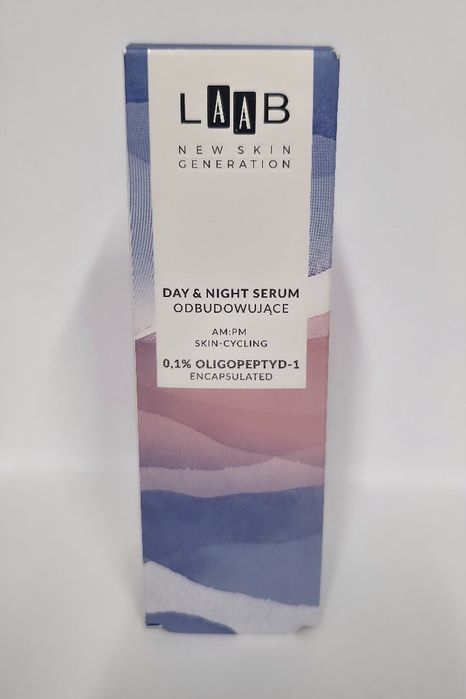 LAAB
NEW SKIN
GENERATION
DAY & NIGHT SERUM
ODBUDOWUJĄCE
AM:PM
SKIN-CYCLING
0,1% OLIGOPEPTYD-1
ENCAPSULATED